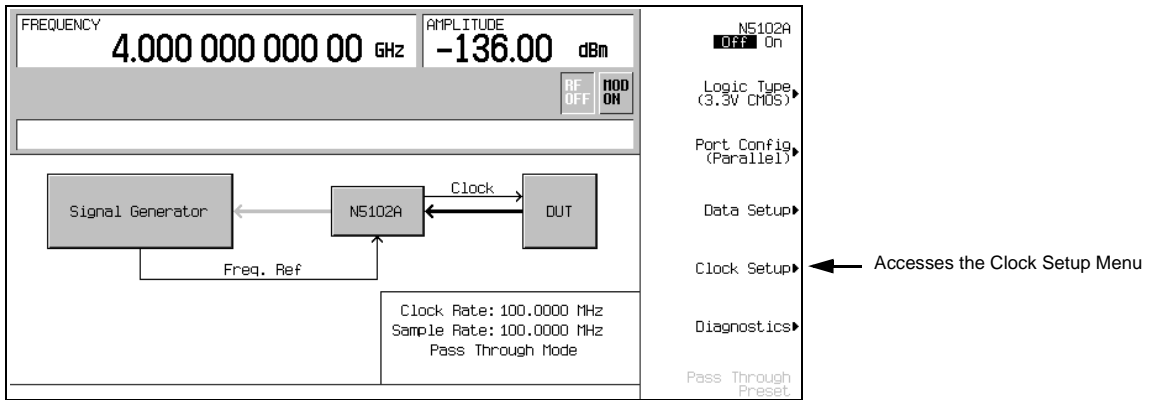 FREQUENCY
4.000 000 000 00 GHz
AMPLITUDE
-136.00 dBm
RF
OFF
MOD
ON
Signal Generator
N5102A
Clock
DUT
Freq. Ref
Clock Rate: 100.0000 MHz
Sample Rate: 100.0000 MHz
Pass Through Mode
N5102A
Off On
Logic Type
(3.3V CMOS)
Port Config
(Parallel)
Data Setup
Clock Setup
Diagnostics
Pass Through
Preset
Accesses the Clock Setup Menu